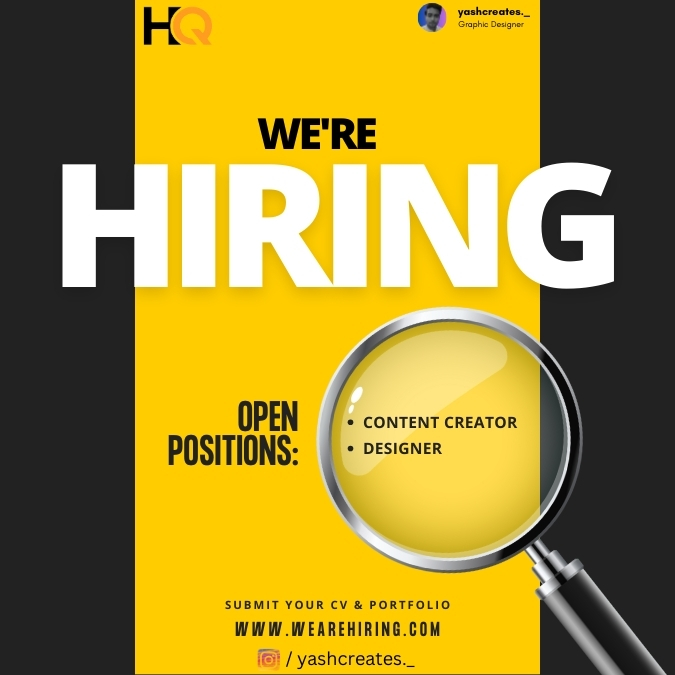 HQ
yashcreates._
Graphic Designer
WE'RE
HIRING
OPEN
POSITIONS:
• CONTENT CREATOR
• DESIGNER
SUBMIT YOUR CV & PORTFOLIO
WWW.WEAREHIRING.COM
/ yashcreates._